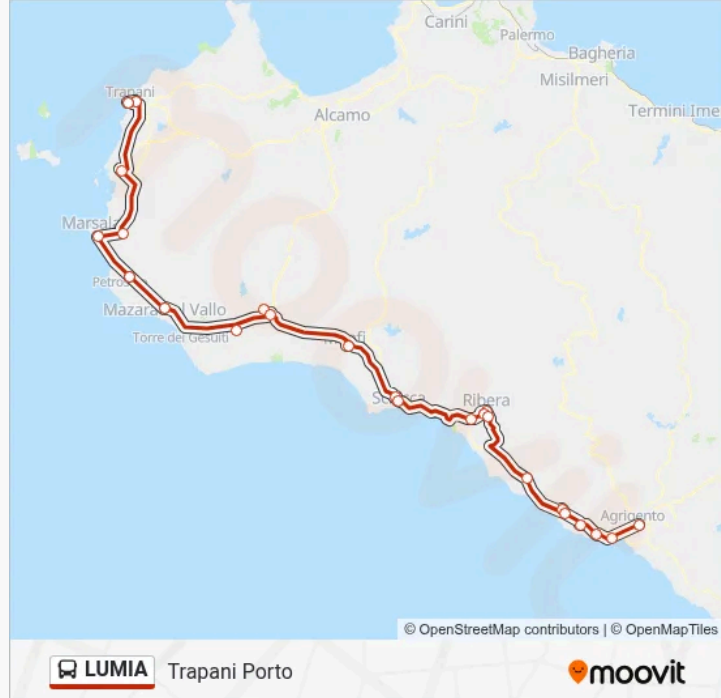 Carini
Palermo
Bagheria
Misilmeri
Trapani
Termini Ime
Alcamo
Marsala
Petros
Mazara del Vallo
Torre dei Gesuiti
Ribera
Agrigento
© OpenStreetMap contributors | © OpenMapTiles
LUMIA Trapani Porto
moovit